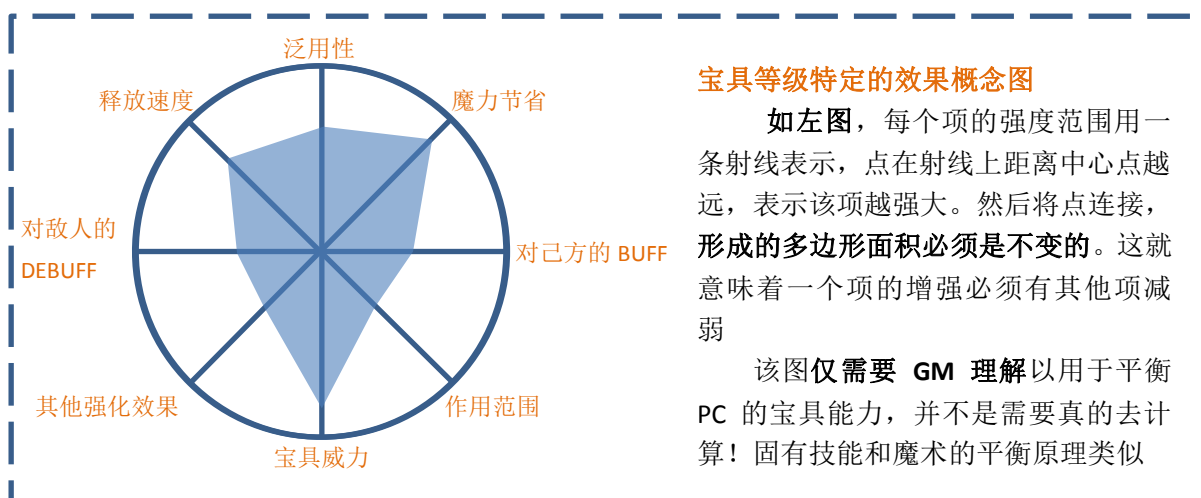 泛用性
释放速度
魔力节省
对敌人的
DEBUFF
对己方的 BUFF
其他强化效果
作用范围
宝具威力
宝具等级特定的效果概念图
如左图，每个项的强度范围用一
条射线表示，点在射线上距离中心点越
远，表示该项越强大。然后将点连接，
形成的多边形面积必须是不变的。这就
意味着一个项的增强必须有其他项减
弱
该图仅需要 GM 理解以用于平衡
PC 的宝具能力，并不是需要真的去计
算！固有技能和魔术的平衡原理类似